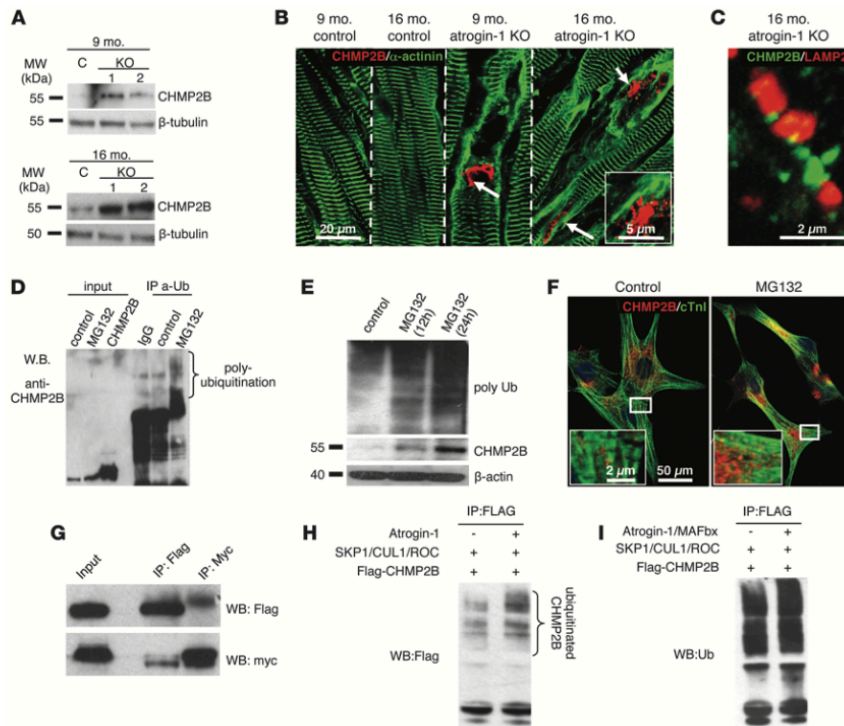 A
9 mo.
MW
(kDa)
C
KO
1 2
55
CHMP2B
55
β-tubulin
16 mo.
MW
(kDa)
C
KO
1 2
55
CHMP2B
50
β-tubulin
B
9 mo.
control
16 mo.
control
9 mo.
atrogin-1 KO
16 mo.
atrogin-1 KO
CHMP2B/α-actinin
20 µm
5 µm
C
16 mo.
atrogin-1 KO
CHMP2B/LAMP2
2 µm
D
input
IP a-Ub
control
MG132
CHMP2B
IgG
control
MG132
W.B.
anti-
CHMP2B
poly-
ubiquitination
E
control
MG132
(12h)
MG132
(24h)
poly Ub
55
CHMP2B
40
β-actin
F
Control
MG132
CHMP2B/cTnI
2 µm
50 µm
G
Input
IP: Flag
IP: Myc
WB: Flag
WB: myc
H
IP:FLAG
Atrogin-1 - +
SKP1/CUL1/ROC + +
Flag-CHMP2B + +
ubiquitinated
CHMP2B
WB:Flag
I
IP:FLAG
Atrogin-1/MAFbx - +
SKP1/CUL1/ROC + +
Flag-CHMP2B + +
WB:Ub